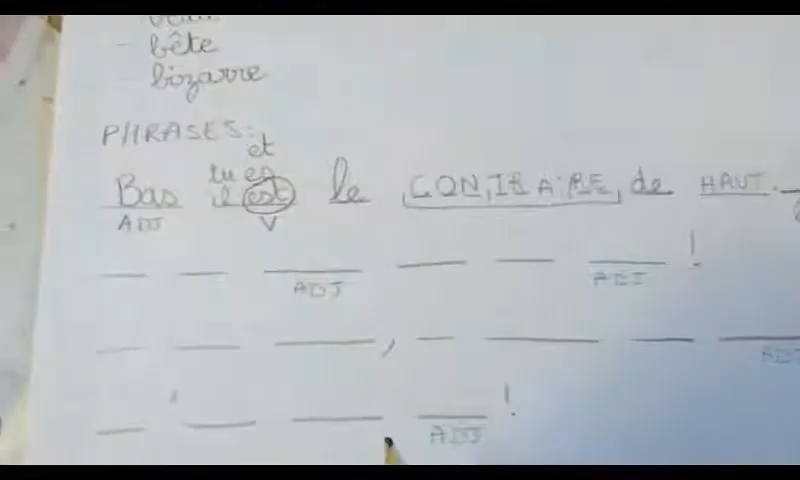 - bête
- bizarre
PHRASES:
et
tu es
Bas il est le CONTRAIRE de HAUT.
ADJ V
!
ADJ ADJ
,
ADJ
' !
ADJ